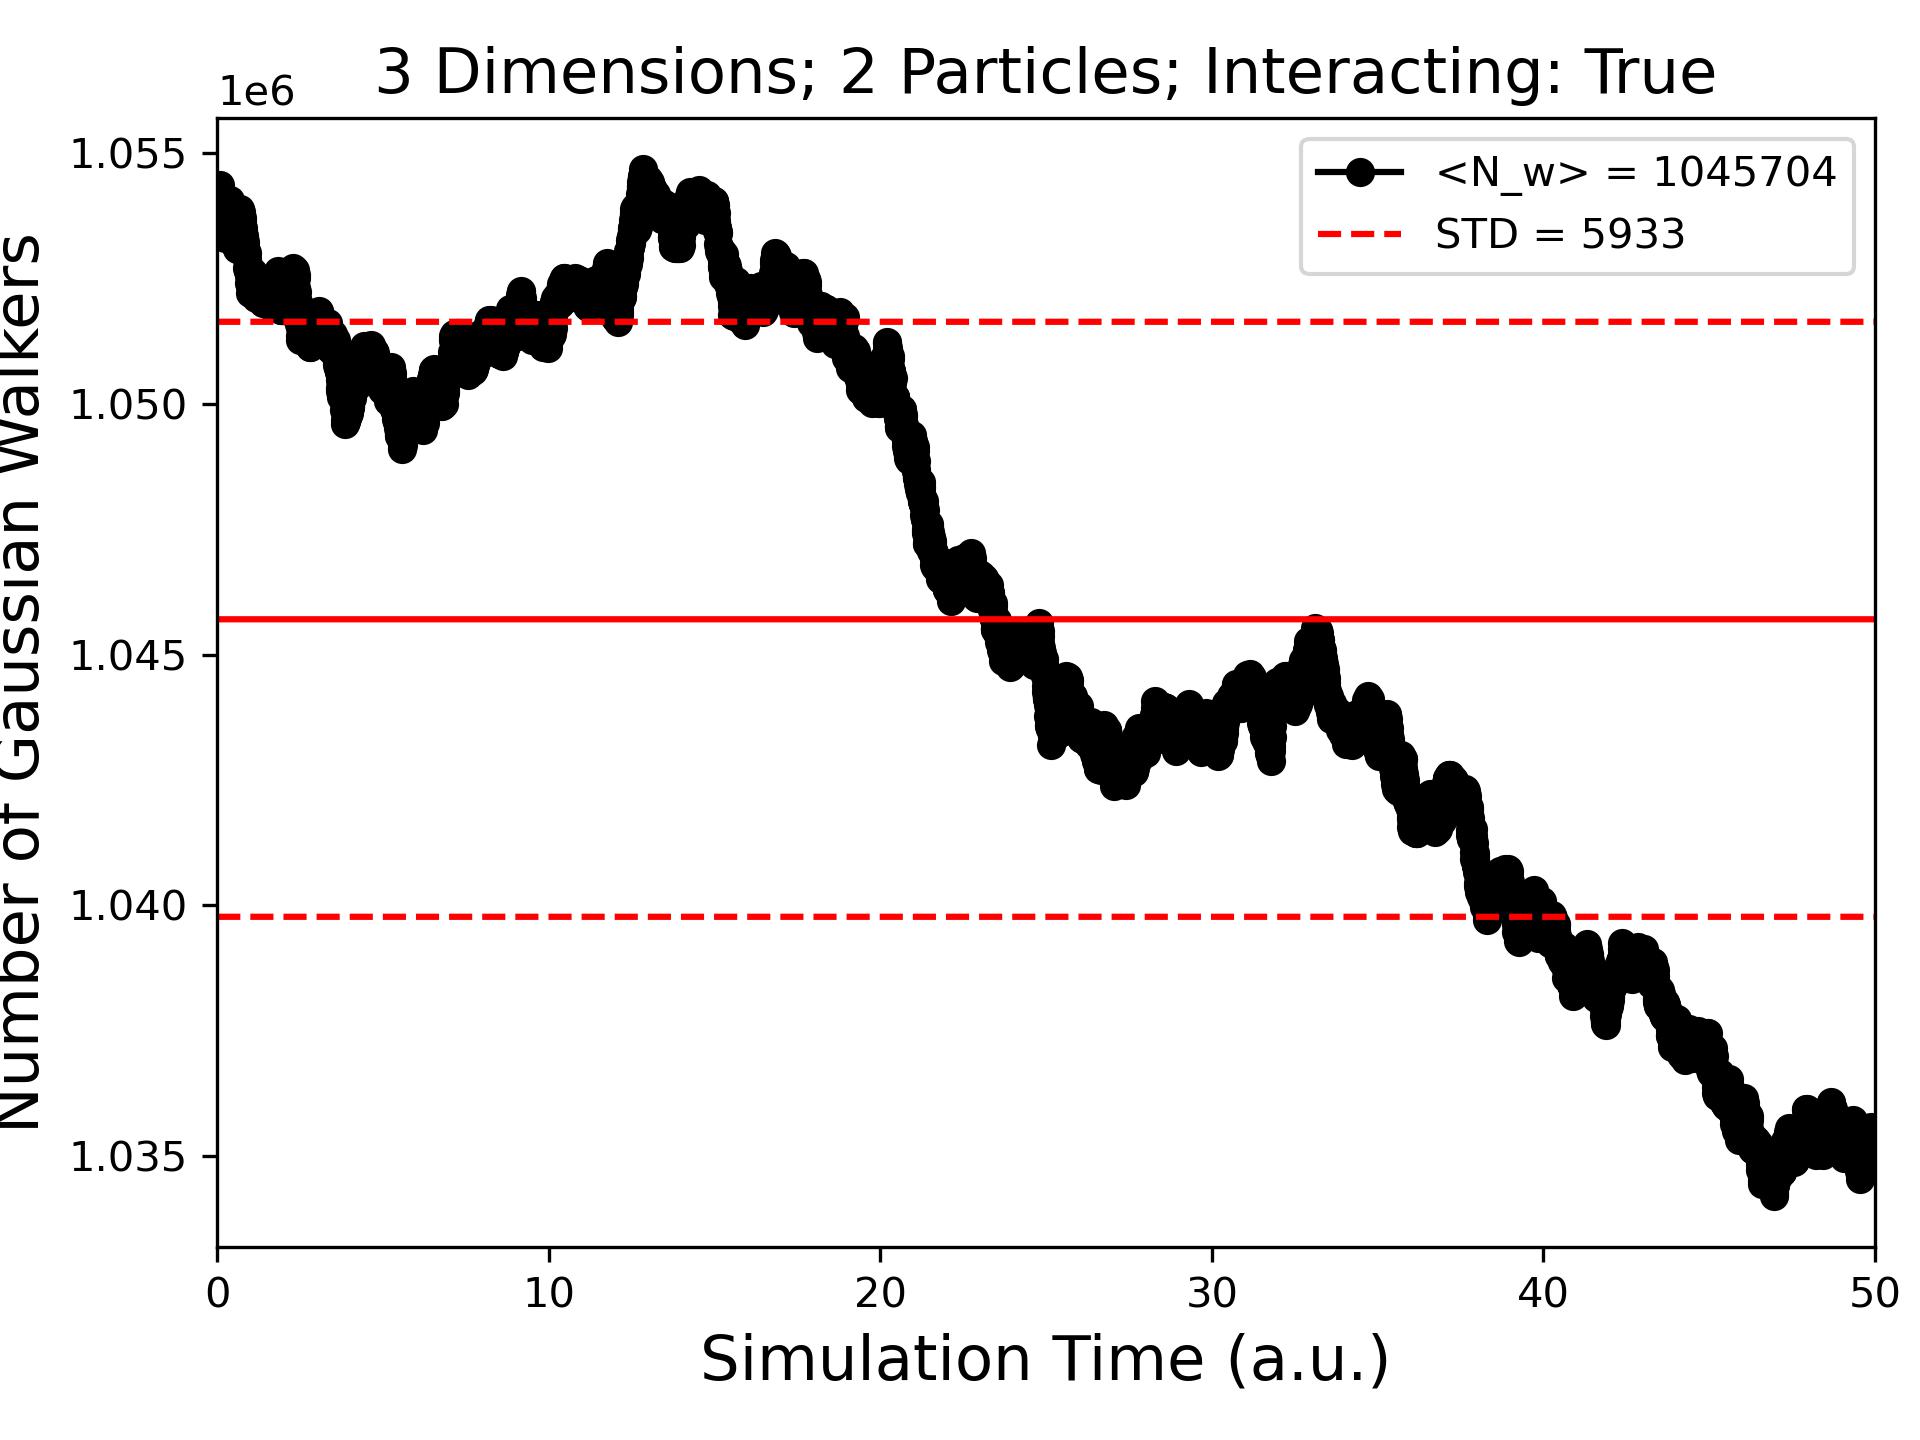 3 Dimensions; 2 Particles; Interacting: True
1e6
<N_w> = 1045704
STD = 5933
Number of Gaussian Walkers
1.055
1.050
1.045
1.040
1.035
0 10 20 30 40 50
Simulation Time (a.u.)